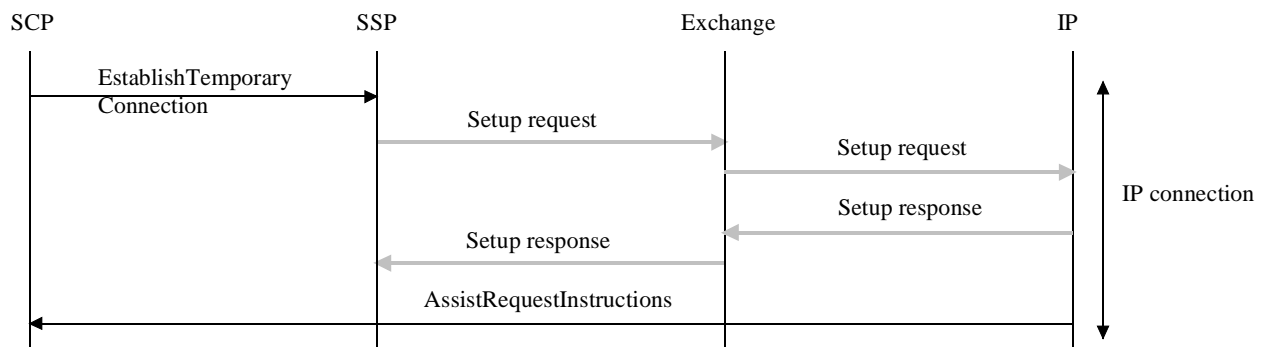 SCP SSP Exchange IP
EstablishTemporary
Connection
Setup request
Setup request
IP connection
Setup response
Setup response
AssistRequestInstructions